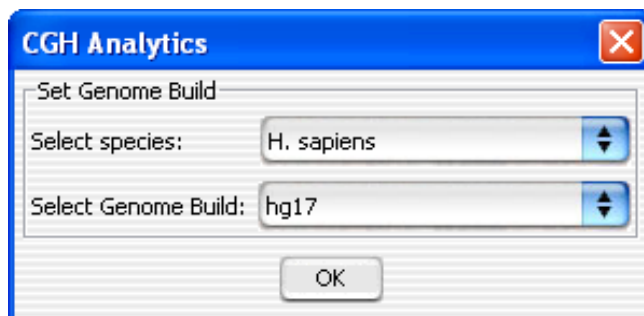 CGH Analytics
Set Genome Build
Select species: H. sapiens
Select Genome Build: hg17
OK